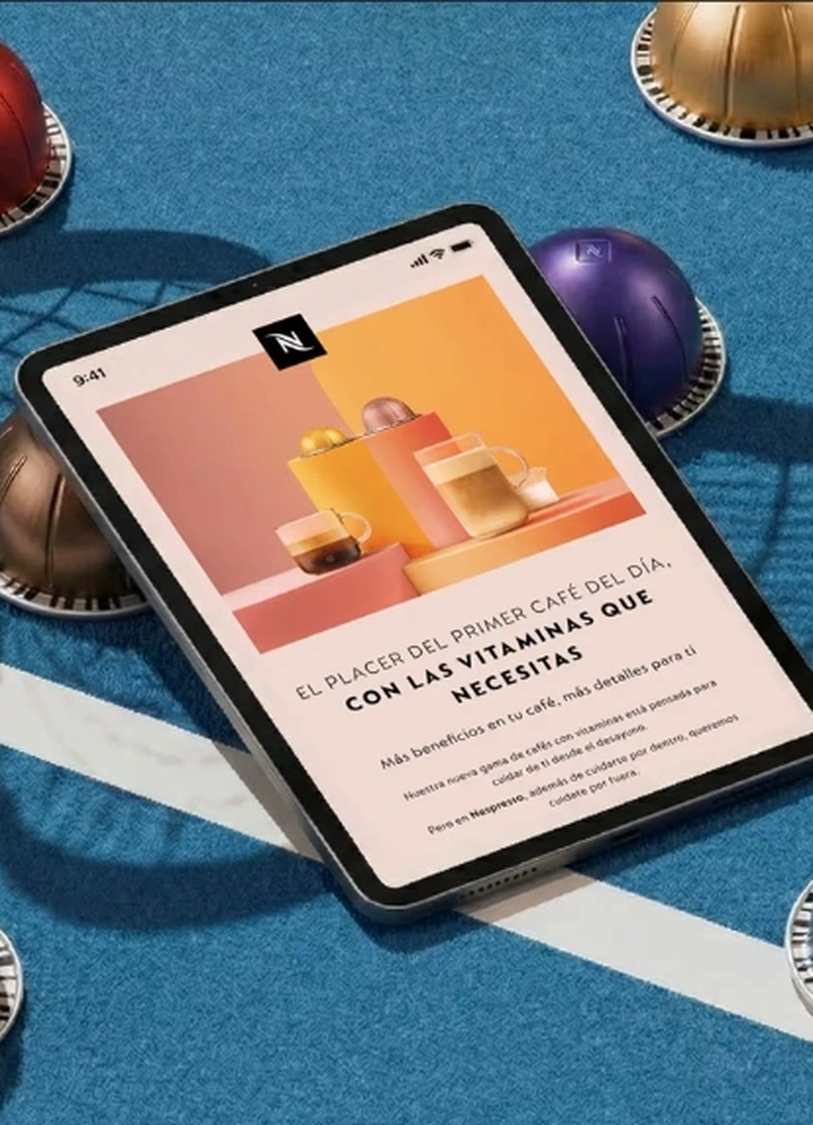 9:41
N
EL PLACER DEL PRIMER CAFÉ DEL DÍA,
CON LAS VITAMINAS QUE
NECESITAS
Más beneficios en tu café, más detalles para ti
Nuestra nueva gama de cafés con vitaminas está pensada para
cuidar de ti desde el desayuno.
Pero en Nespresso, además de cuidarte por dentro, queremos
cuidate por fuera.